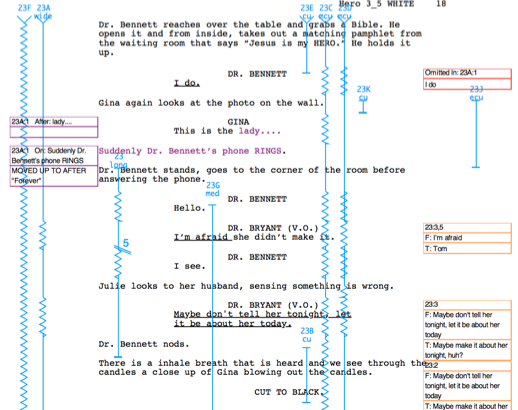 Hero 3_5 WHITE 18
23F 23A wide
23E cu 23C ecu 23D ecu
Dr. Bennett reaches over the table and grabs a Bible. He
opens it and from inside, takes out a matching pamphlet from
the waiting room that says "Jesus is my HERO." He holds it
up.
DR. BENNETT
I do.
Omitted In: 23A:1
I do
23K cu
23J ecu
Gina again looks at the photo on the wall.
23A:1 After: lady....
GINA
This is the lady....
23A:1 On: Suddenly Dr.
Bennett's phone RINGS
MOVED UP TO AFTER
"Forever"
Suddenly Dr. Bennett's phone RINGS.
23 long
Dr. Bennett stands, goes to the corner of the room before
answering the phone.
23G med
DR. BENNETT
Hello.
DR. BRYANT (V.O.)
I'm afraid she didn't make it.
23:3,5
F: I'm afraid
T: Tom
5
DR. BENNETT
I see.
Julie looks to her husband, sensing something is wrong.
DR. BRYANT (V.O.)
Maybe don't tell her tonight, let
it be about her today.
23:3
F: Maybe don't tell her
tonight, let it be about her
today
T: Maybe make it about her
tonight, huh?
23B cu
Dr. Bennett nods.
There is a inhale breath that is heard and we see through the
candles a close up of Gina blowing out the candles.
23:2
F: Maybe don't tell her
tonight, let it be about her
today
T: Maybe make it about her
CUT TO BLACK.